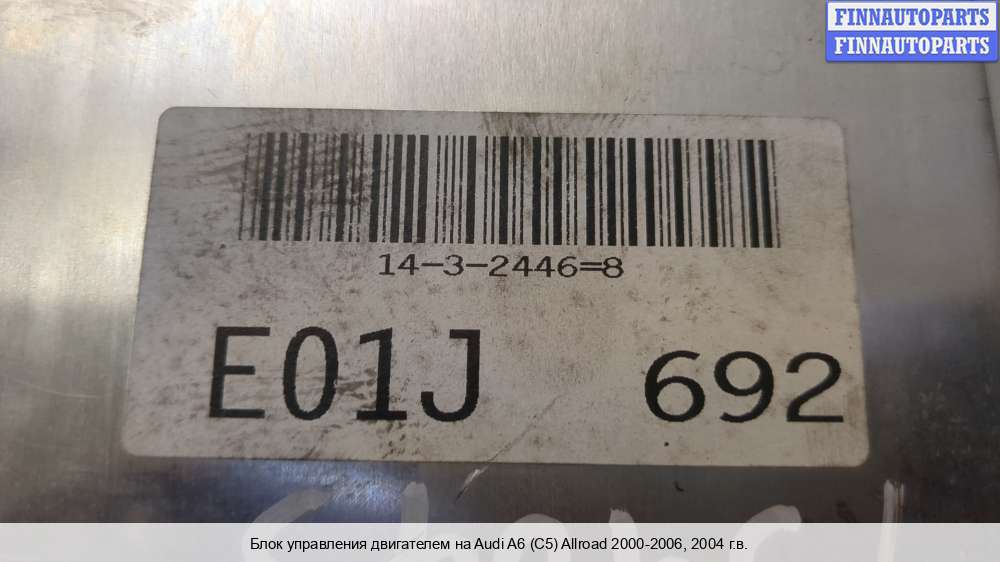 FINNAUTOPARTS
FINNAUTOPARTS
14-3-2446=8
E01J 692
Блок управления двигателем на Audi A6 (C5) Allroad 2000-2006, 2004 г.в.